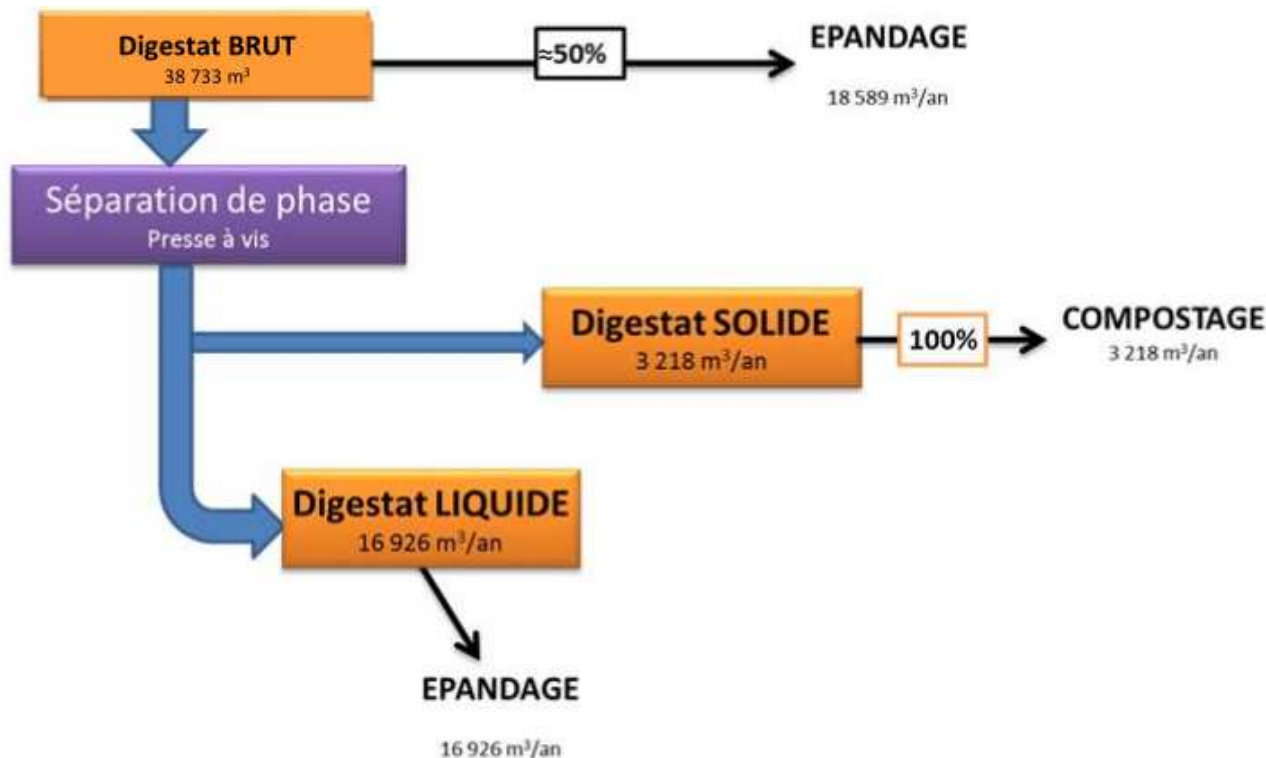 Digestat BRUT
38 733 m³
≈50%
EPANDAGE
18 589 m³/an
Séparation de phase
Presse à vis
Digestat SOLIDE
3 218 m³/an
100%
COMPOSTAGE
3 218 m³/an
Digestat LIQUIDE
16 926 m³/an
EPANDAGE
16 926 m³/an